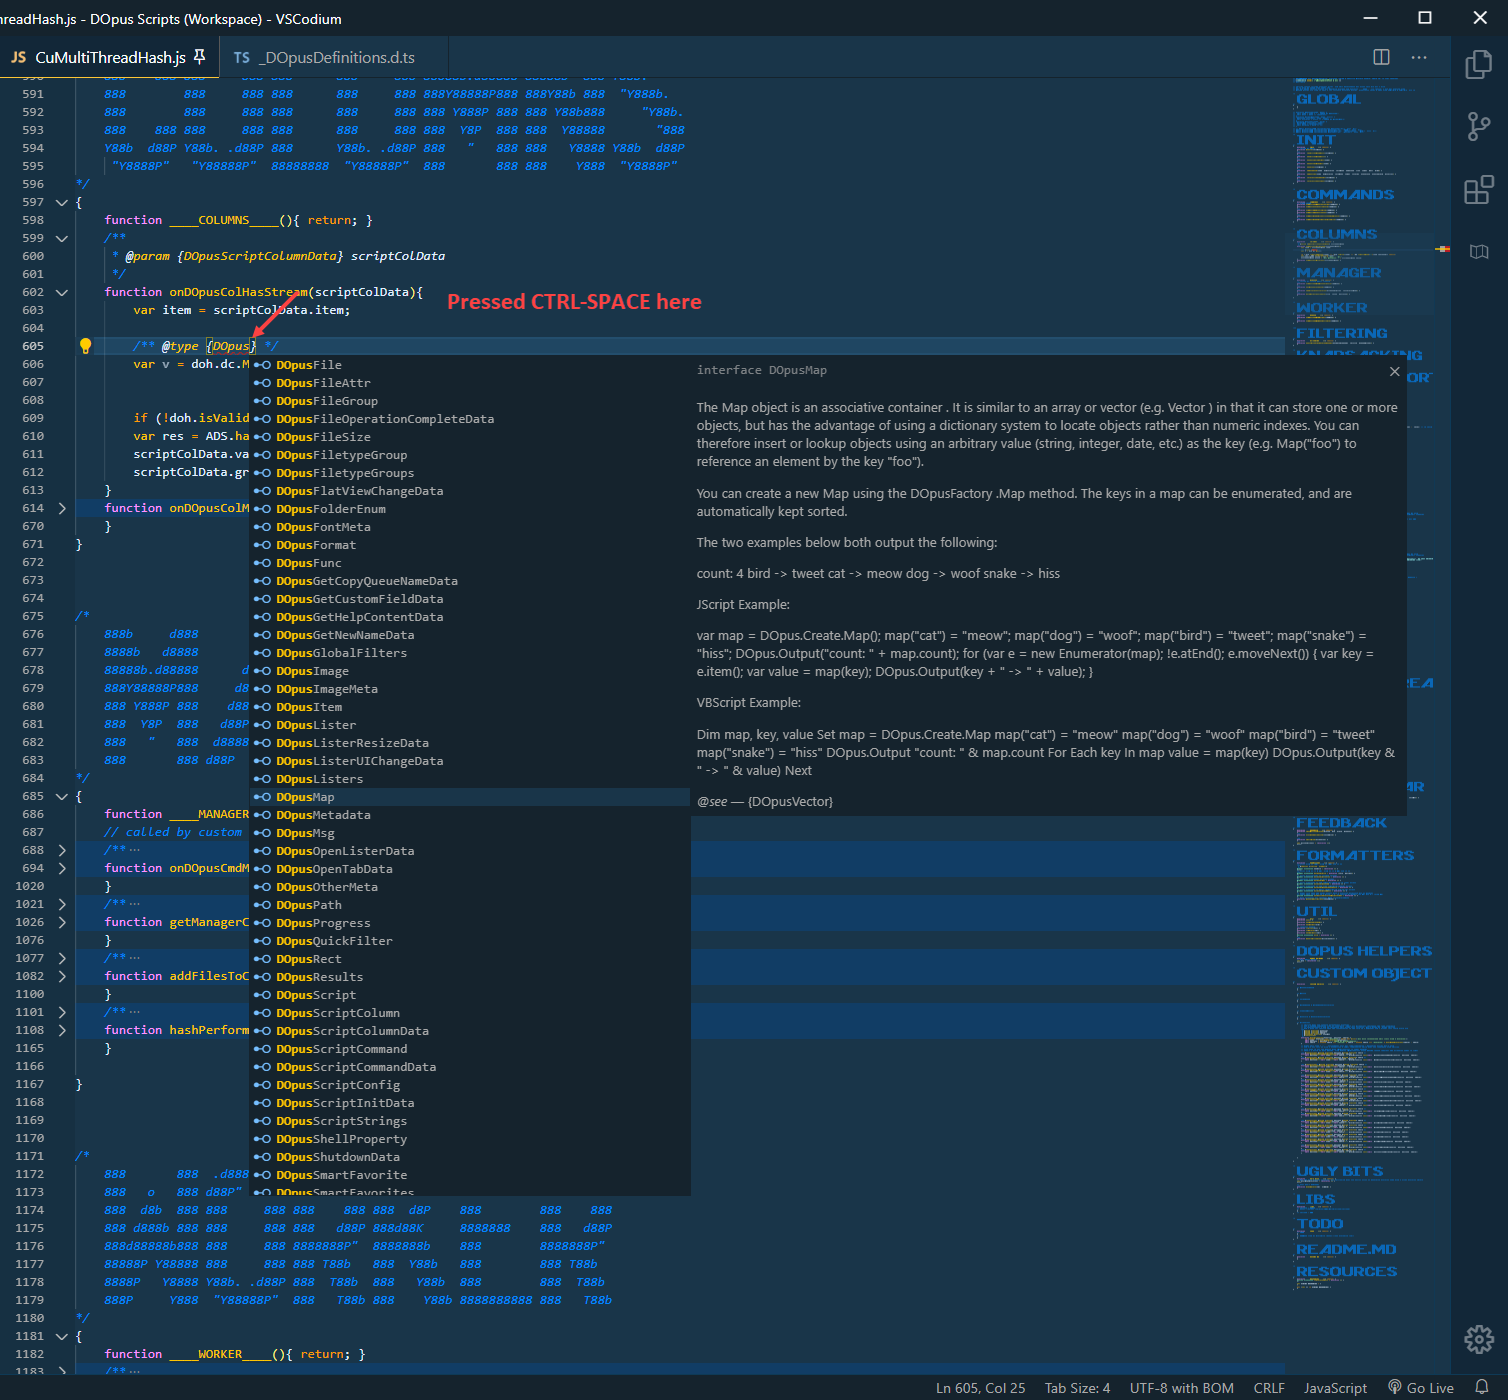 hreadHash.js - DOpus Scripts (Workspace) - VSCodium
JS CuMultiThreadHash.js
TS _DOpusDefinitions.d.ts
591 888 888 888 888 888 888 888Y88888P888 888Y88b 888 "Y888b.
592 888 888 888 888 888 888 888 Y888P 888 888 Y88b888 "Y88b.
593 888 888 888 888 888 888 888 Y8P 888 888 Y88888 "888
594 Y88b d88P Y88b. .d88P 888 Y88b. .d88P 888 " 888 888 Y8888 Y88b d88P
595 "Y8888P" "Y88888P" 88888888 "Y88888P" 888 888 888 Y888 "Y8888P"
596 */
597 {
598 function ____COLUMNS____(){ return; }
599 /**
600 * @param {DOpusScriptColumnData} scriptColData
601 */
602 function onDOpusColHasStream(scriptColData){
Pressed CTRL-SPACE here
603 var item = scriptColData.item;
604
605 /** @type {DOpus} */
606 var v = doh.dc.M
607
608
609 if (!doh.isValid
610 var res = ADS.ha
611 scriptColData.va
612 scriptColData.gr
613 }
614 function onDOpusColM
670 }
671 }
672
673
674
675 /*
676 888b d888
677 8888b d8888
678 88888b.d88888 d
679 888Y88888P888 d8
680 888 Y888P 888 d88
681 888 Y8P 888 d88P
682 888 " 888 d8888
683 888 888 d88P
684 */
685 {
686 function ____MANAGER
687 // called by custom
688 /**···
694 function onDOpusCmdM
1020 }
1021 /**···
1026 function getManagerC
1076 }
1077 /**···
1082 function addFilesToC
1100 }
1101 /**···
1108 function hashPerform
1165 }
1166
1167 }
1168
1169
1170
1171 /*
1172 888 888 .d888
1173 888 o 888 d88P"
1174 888 d8b 888 888 888 888 888 888 d8P 888 888 888
1175 888 d888b 888 888 888 888 d88P 888d88K 8888888 888 d88P
1176 888d88888b888 888 888 8888888P" 8888888b 888 8888888P"
1177 88888P Y88888 888 888 888 T88b 888 Y88b 888 888 T88b
1178 8888P Y8888 Y88b. .d88P 888 T88b 888 Y88b 888 888 T88b
1179 888P Y888 "Y88888P" 888 T88b 888 Y88b 8888888888 888 T88b
1180 */
1181 {
1182 function ____WORKER____(){ return; }
1183 /**···
DOpusFile
DOpusFileAttr
DOpusFileGroup
DOpusFileOperationCompleteData
DOpusFileSize
DOpusFiletypeGroup
DOpusFiletypeGroups
DOpusFlatViewChangeData
DOpusFolderEnum
DOpusFontMeta
DOpusFormat
DOpusFunc
DOpusGetCopyQueueNameData
DOpusGetCustomFieldData
DOpusGetHelpContentData
DOpusGetNewNameData
DOpusGlobalFilters
DOpusImage
DOpusImageMeta
DOpusItem
DOpusLister
DOpusListerResizeData
DOpusListerUIChangeData
DOpusListers
DOpusMap
DOpusMetadata
DOpusMsg
DOpusOpenListerData
DOpusOpenTabData
DOpusOtherMeta
DOpusPath
DOpusProgress
DOpusQuickFilter
DOpusRect
DOpusResults
DOpusScript
DOpusScriptColumn
DOpusScriptColumnData
DOpusScriptCommand
DOpusScriptCommandData
DOpusScriptConfig
DOpusScriptInitData
DOpusScriptStrings
DOpusShellProperty
DOpusShutdownData
DOpusSmartFavorite
DOpusSmartFavorites
interface DOpusMap
The Map object is an associative container . It is similar to an array or vector (e.g. Vector ) in that it can store one or more
objects, but has the advantage of using a dictionary system to locate objects rather than numeric indexes. You can
therefore insert or lookup objects using an arbitrary value (string, integer, date, etc.) as the key (e.g. Map("foo") to
reference an element by the key "foo").
You can create a new Map using the DOpusFactory .Map method. The keys in a map can be enumerated, and are
automatically kept sorted.
The two examples below both output the following:
count: 4 bird -> tweet cat -> meow dog -> woof snake -> hiss
JScript Example:
var map = DOpus.Create.Map(); map("cat") = "meow"; map("dog") = "woof"; map("bird") = "tweet"; map("snake") =
"hiss"; DOpus.Output("count: " + map.count); for (var e = new Enumerator(map); !e.atEnd(); e.moveNext()) { var key =
e.item(); var value = map(key); DOpus.Output(key + " -> " + value); }
VBScript Example:
Dim map, key, value Set map = DOpus.Create.Map map("cat") = "meow" map("dog") = "woof" map("bird") = "tweet"
map("snake") = "hiss" DOpus.Output "count: " & map.count For Each key In map value = map(key) DOpus.Output(key &
" -> " & value) Next
@see — {DOpusVector}
GLOBAL
INIT
COMMANDS
COLUMNS
MANAGER
WORKER
FILTERING
FEEDBACK
FORMATTERS
UTIL
DOPUS HELPERS
CUSTOM OBJECT
UGLY BITS
LIBS
TODO
README.MD
RESOURCES
Ln 605, Col 25 Tab Size: 4 UTF-8 with BOM CRLF JavaScript Go Live